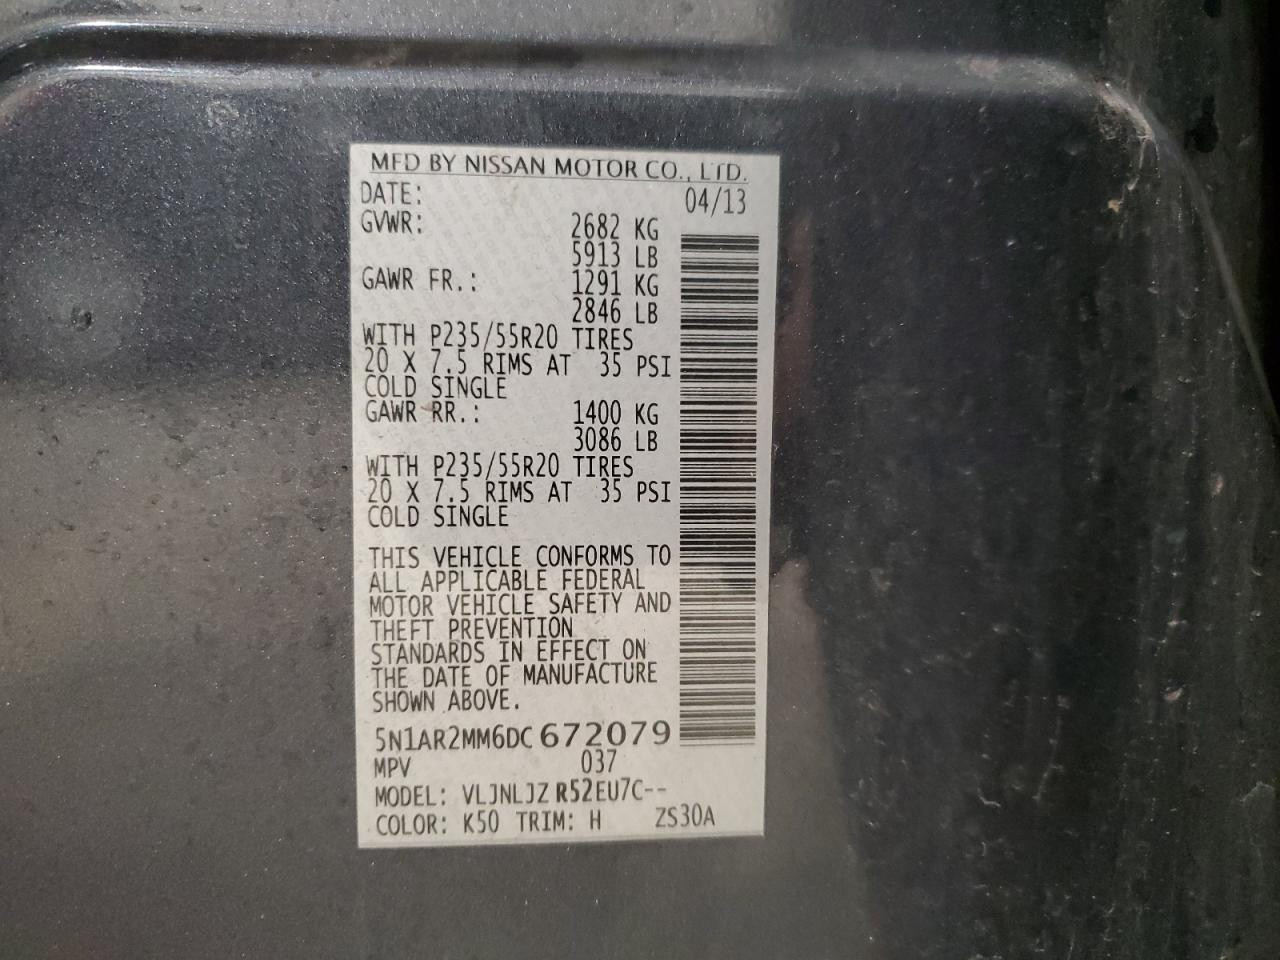 MFD BY NISSAN MOTOR CO., LTD.
DATE: 04/13
GVWR: 2682 KG
5913 LB
GAWR FR.: 1291 KG
2846 LB
WITH P235/55R20 TIRES
20 X 7.5 RIMS AT 35 PSI
COLD SINGLE
GAWR RR.: 1400 KG
3086 LB
WITH P235/55R20 TIRES
20 X 7.5 RIMS AT 35 PSI
COLD SINGLE
THIS VEHICLE CONFORMS TO
ALL APPLICABLE FEDERAL
MOTOR VEHICLE SAFETY AND
THEFT PREVENTION
STANDARDS IN EFFECT ON
THE DATE OF MANUFACTURE
SHOWN ABOVE.
5N1AR2MM6DC672079
MPV 037
MODEL: VLJNLJZ R52EU7C--
COLOR: K50 TRIM: H ZS30A